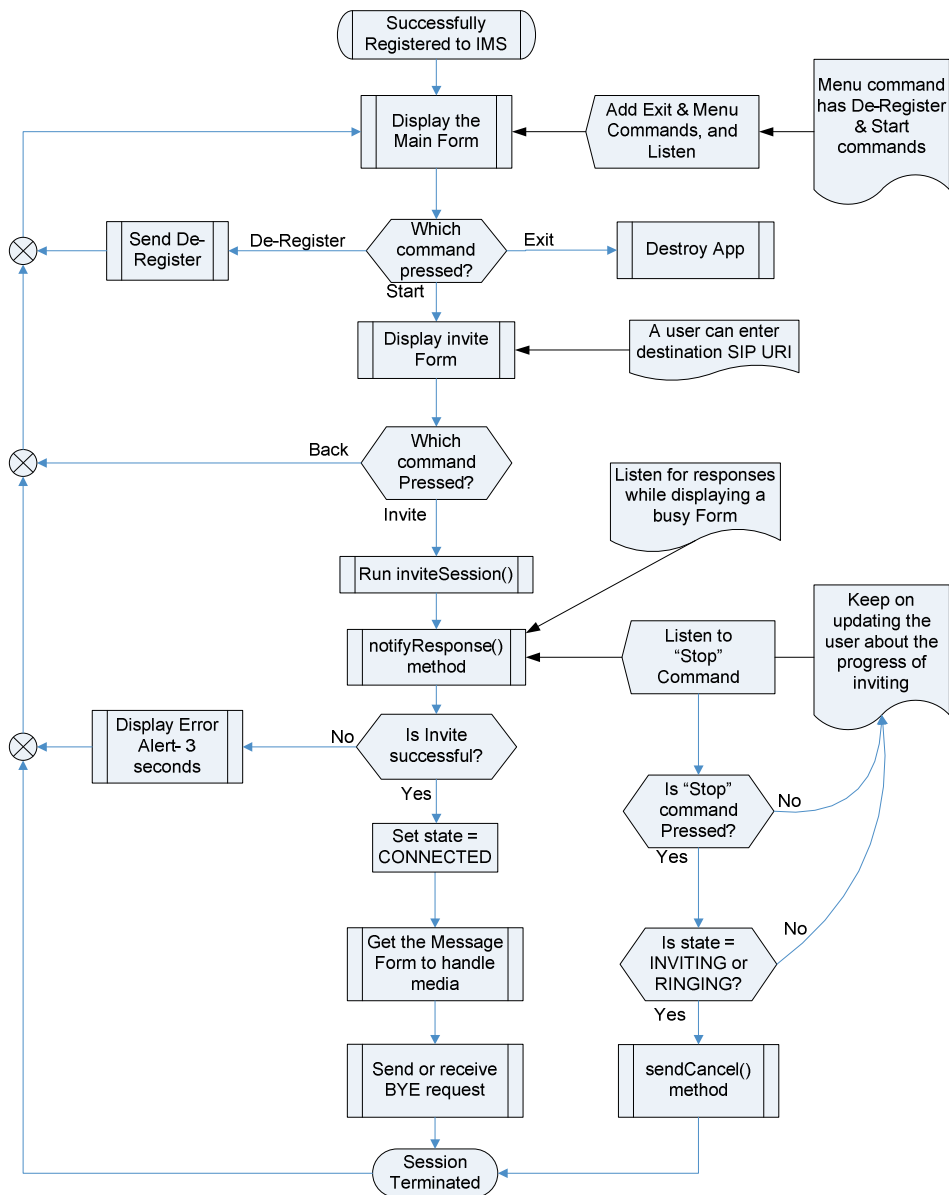 Successfully
Registered to IMS
Display the
Main Form
Add Exit & Menu
Commands, and
Listen
Menu command
has De-Register
& Start
commands
Send De-
Register
De-Register
Which
command
pressed?
Exit
Destroy App
Start
Display invite
Form
A user can enter
destination SIP URI
Back
Which
command
Pressed?
Invite
Listen for responses
while displaying a
busy Form
Run inviteSession()
notifyResponse()
method
Listen to
“Stop”
Command
Keep on
updating the
user about the
progress of
inviting
Display Error
Alert- 3
seconds
No
Is Invite
successful?
Yes
Is “Stop”
command
Pressed?
No
Yes
Set state =
CONNECTED
Get the Message
Form to handle
media
Is state =
INVITING or
RINGING?
No
Yes
Send or receive
BYE request
sendCancel()
method
Session
Terminated